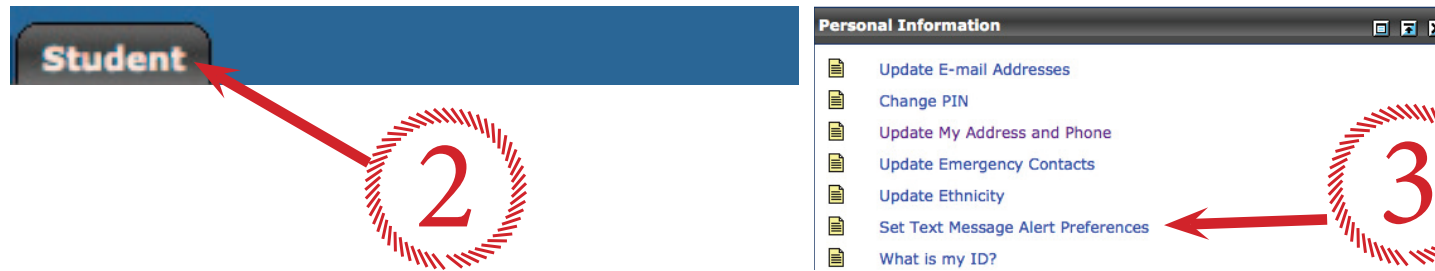 Student
2
Personal Information
Update E-mail Addresses
Change PIN
Update My Address and Phone
Update Emergency Contacts
Update Ethnicity
Set Text Message Alert Preferences
3
What is my ID?